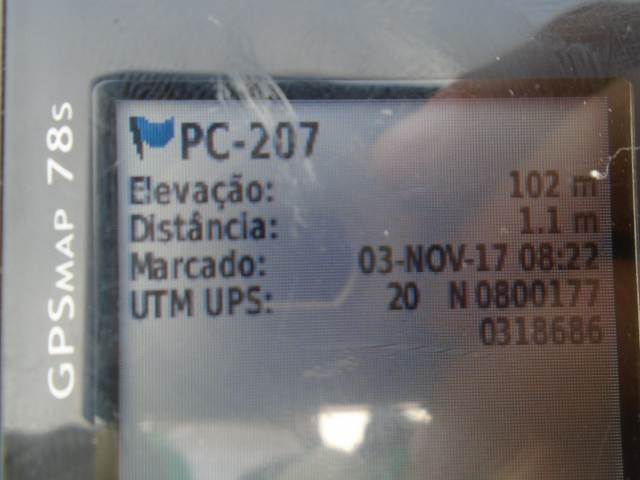 GPSMAP 78s
PC-207
Elevação: 102 m
Distância: 1.1 m
Marcado: 03-NOV-17 08:22
UTM UPS: 20 N 0800177
0318686